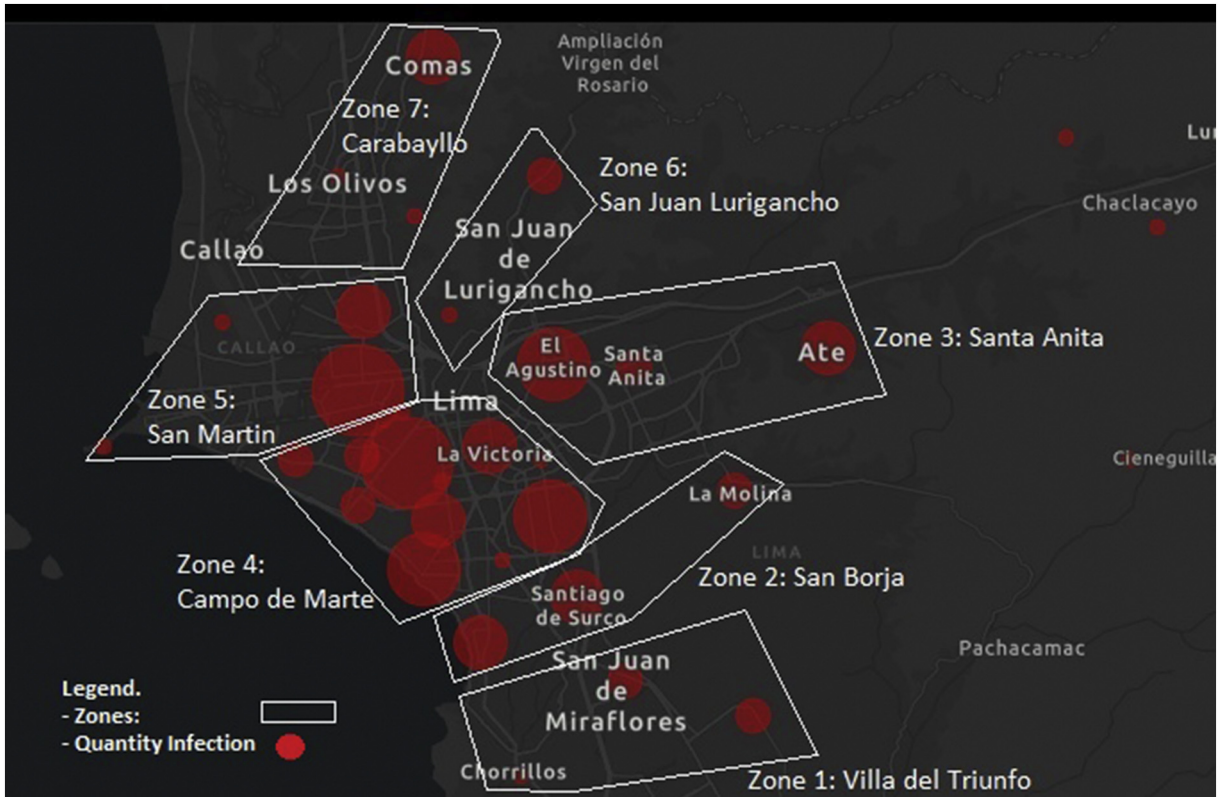 Ampliación
Virgen del
Rosario
Comas
Zone 7:
Carabayllo
Los Olivos
Zone 6:
San Juan Lurigancho
Lur
Chaclacayo
San Juan
de
Lurigancho
Callao
CALLAO
El
Agustino
Santa
Anita
Ate
Zone 3: Santa Anita
Zone 5:
San Martin
Lima
La Victoria
Cieneguilla
La Molina
LIMA
Zone 4:
Campo de Marte
Zone 2: San Borja
Santiago
de Surco
Pachacamac
San Juan
de
Miraflores
Legend.
- Zones:
- Quantity Infection
Chorrillos
Zone 1: Villa del Triunfo